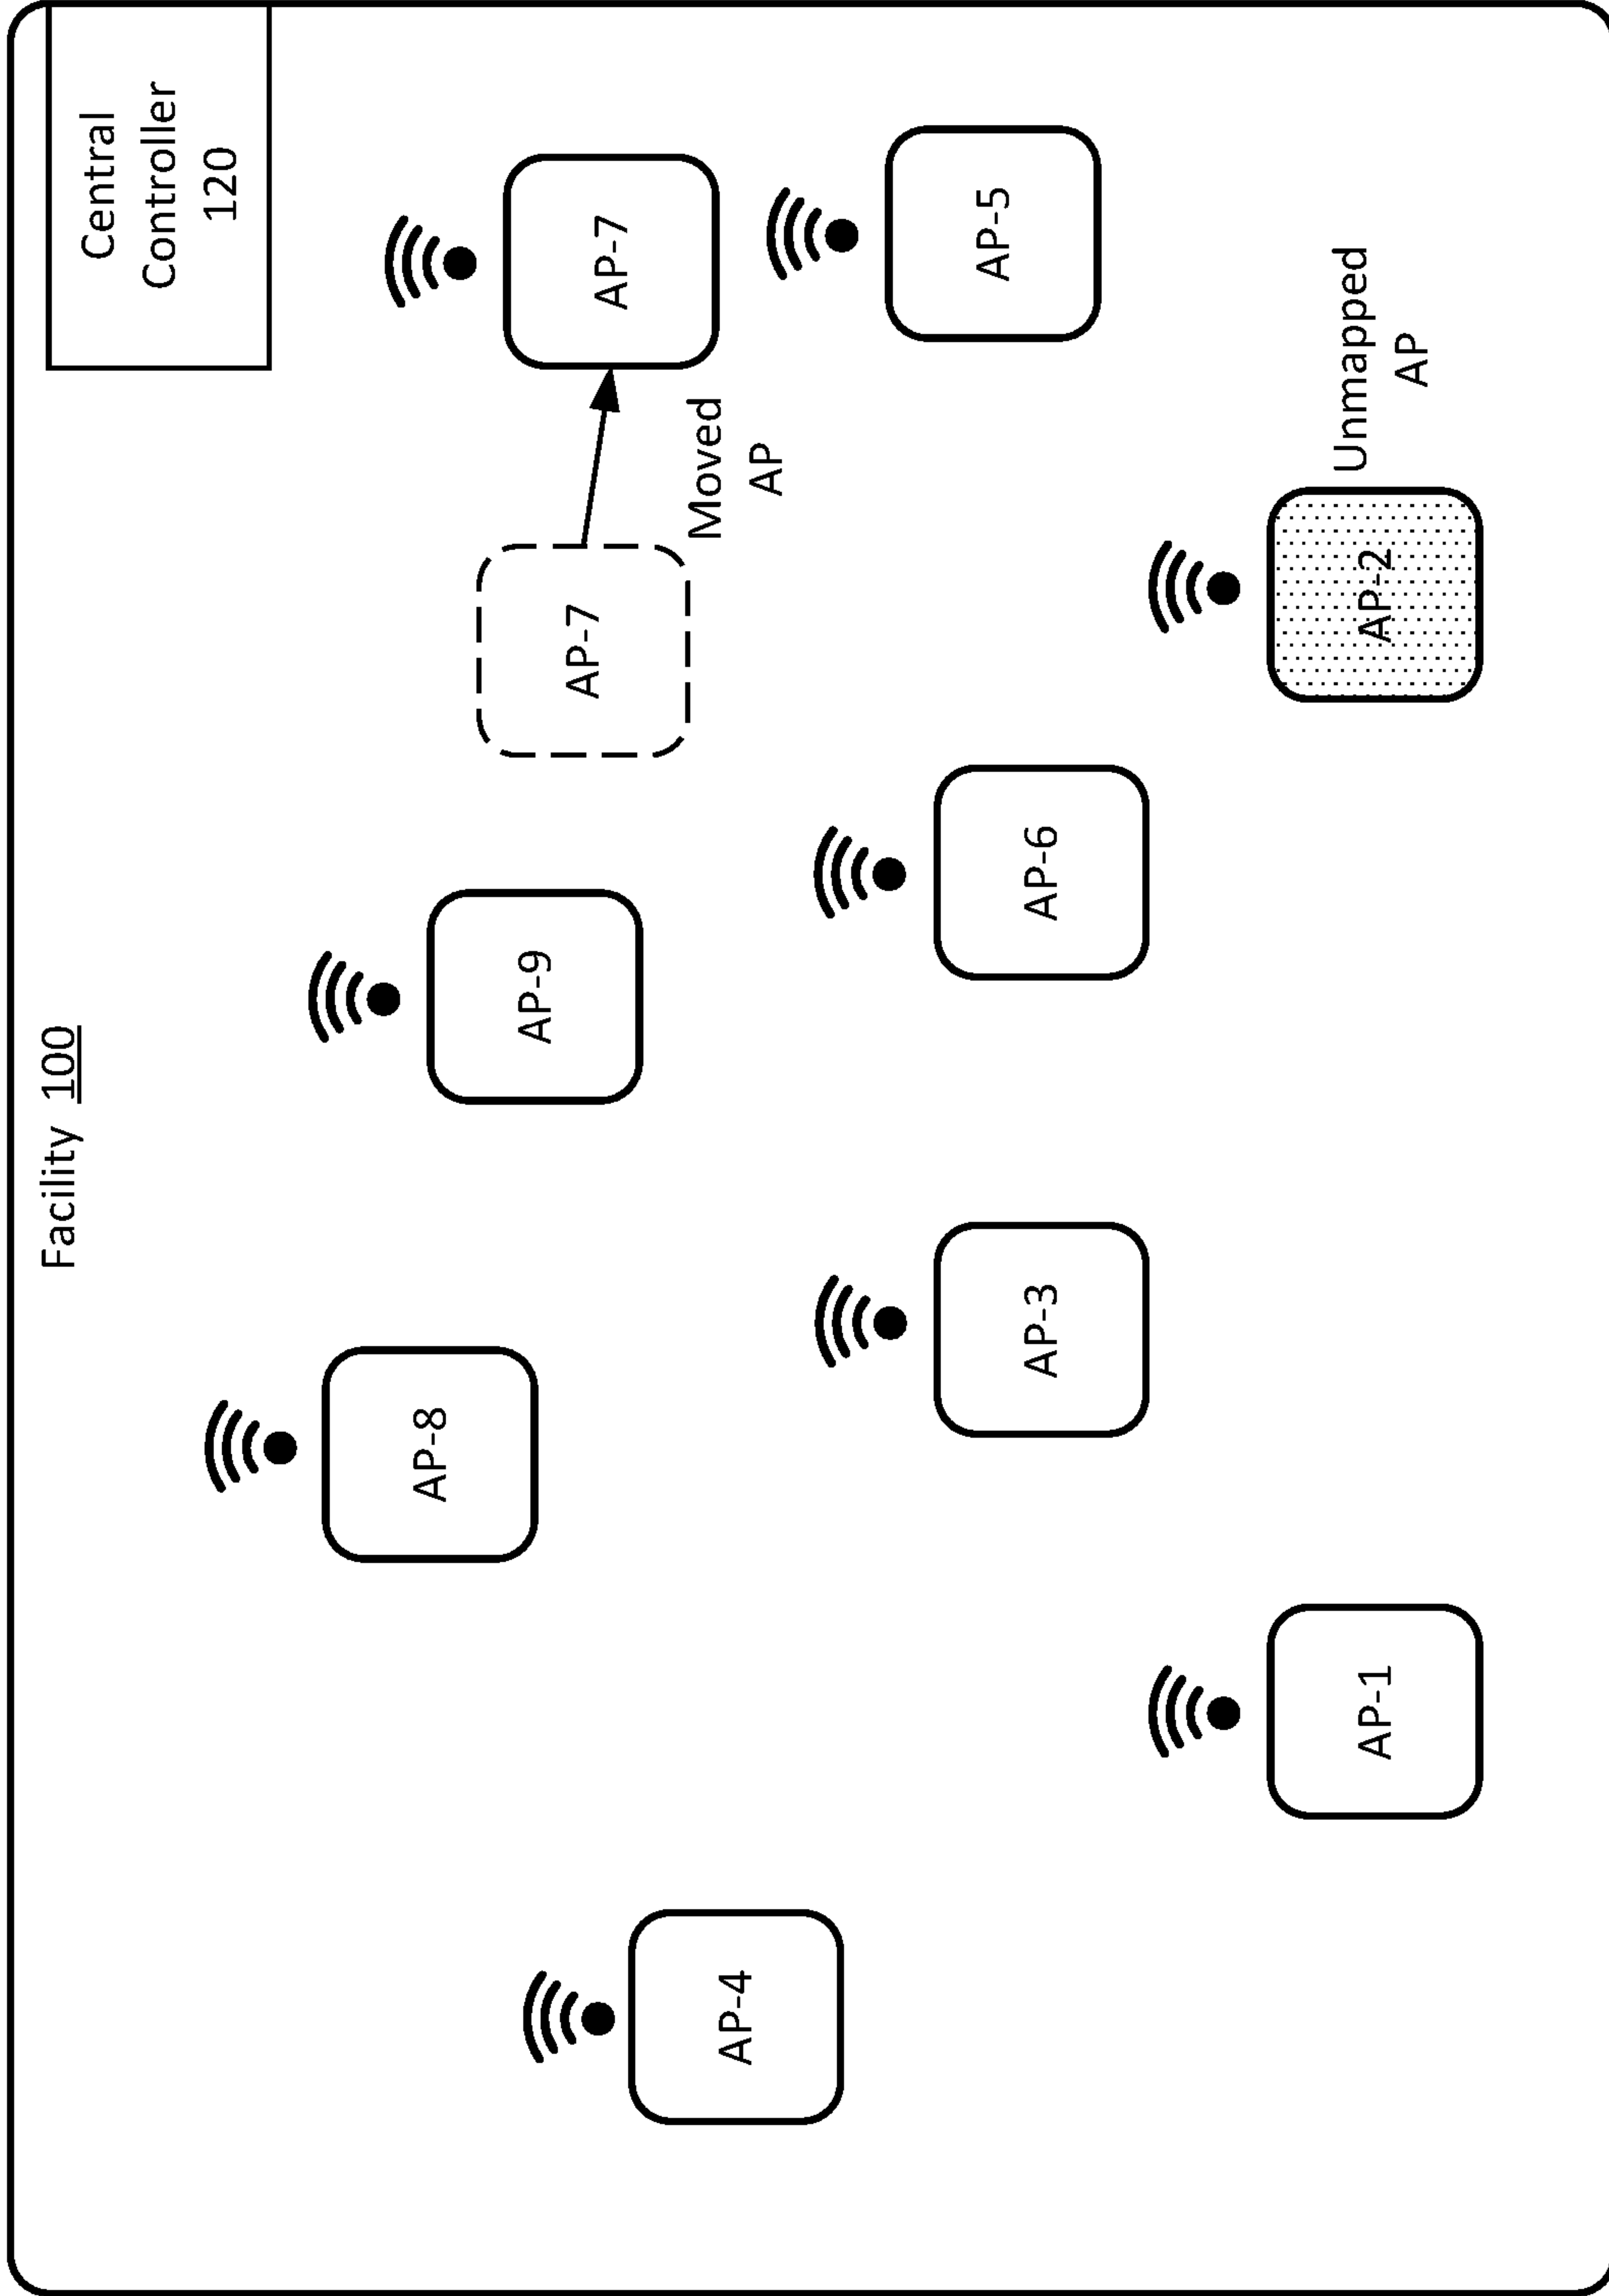 Facility 100
Central
Controller
120
AP-8
AP-9
AP-7
AP-7
Moved
AP
AP-4
AP-3
AP-6
AP-5
AP-1
AP-2
Unmapped
AP